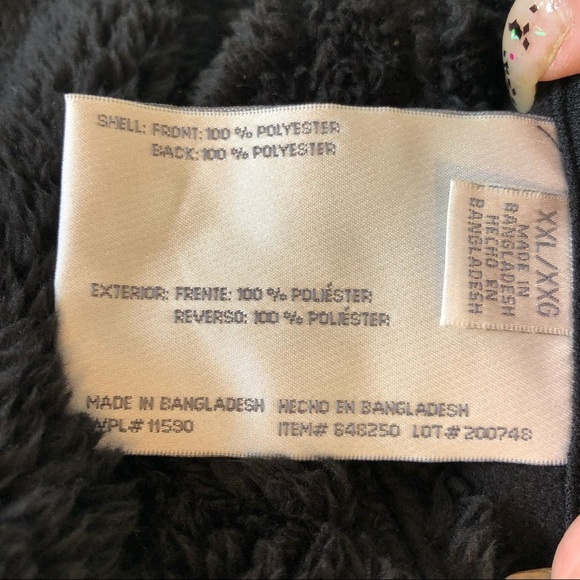 SHELL: FRONT: 100 % POLYESTER
BACK: 100 % POLYESTER
EXTERIOR: FRENTE: 100 % POLIÉSTER
REVERSO: 100 % POLIÉSTER
MADE IN BANGLADESH HECHO EN BANGLADESH
WPL# 11590 ITEM# 648250 LOT# 200748
XXL/XXG
MADE IN
BANGLADESH
HECHO EN
BANGLADESH